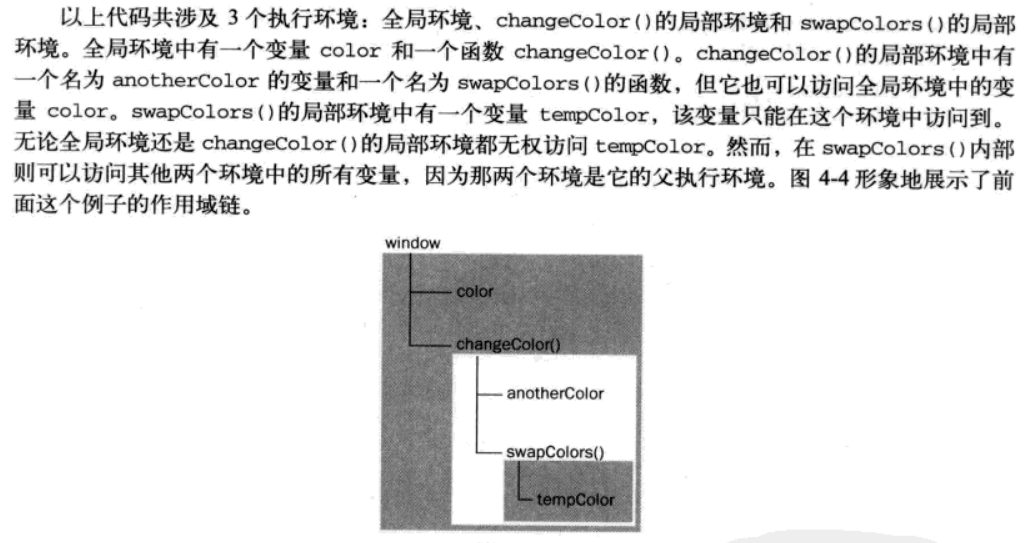 以上代码共涉及 3 个执行环境：全局环境、changeColor()的局部环境和 swapColors()的局部
环境。全局环境中有一个变量 color 和一个函数 changeColor()。changeColor()的局部环境中有
一个名为 anotherColor 的变量和一个名为 swapColors()的函数，但它也可以访问全局环境中的变
量 color。swapColors()的局部环境中有一个变量 tempColor，该变量只能在这个环境中访问到。
无论全局环境还是 changeColor()的局部环境都无权访问 tempColor。然而，在 swapColors()内部
则可以访问其他两个环境中的所有变量，因为那两个环境是它的父执行环境。图 4-4 形象地展示了前
面这个例子的作用域链。
window
color
changeColor()
anotherColor
swapColors()
tempColor